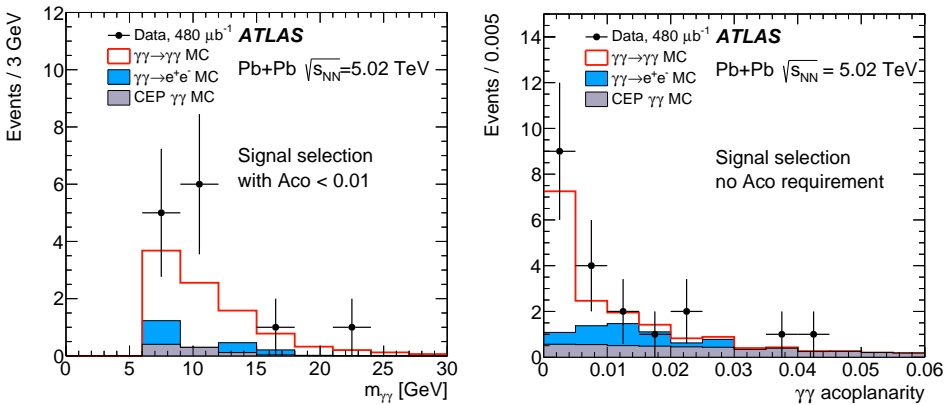 Events / 3 GeV
12
10
8
6
4
2
0
Data, 480 μb⁻¹
γγ→γγ MC
γγ→e⁺e⁻ MC
CEP γγ MC
ATLAS
Pb+Pb √sNN=5.02 TeV
Signal selection
with Aco < 0.01
0 5 10 15 20 25 30
mγγ [GeV]
Events / 0.005
14
12
10
8
6
4
2
0
Data, 480 μb⁻¹
γγ→γγ MC
γγ→e⁺e⁻ MC
CEP γγ MC
ATLAS
Pb+Pb √sNN = 5.02 TeV
Signal selection
no Aco requirement
0 0.01 0.02 0.03 0.04 0.05 0.06
γγ acoplanarity